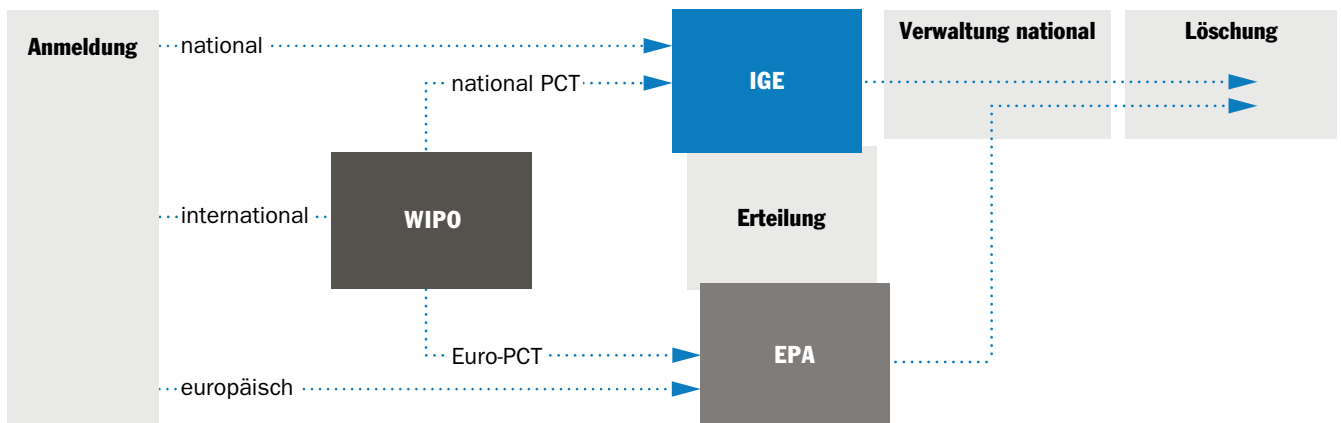 Anmeldung
national
national PCT
IGE
Verwaltung national
Löschung
international
WIPO
Erteilung
Euro-PCT
EPA
europäisch